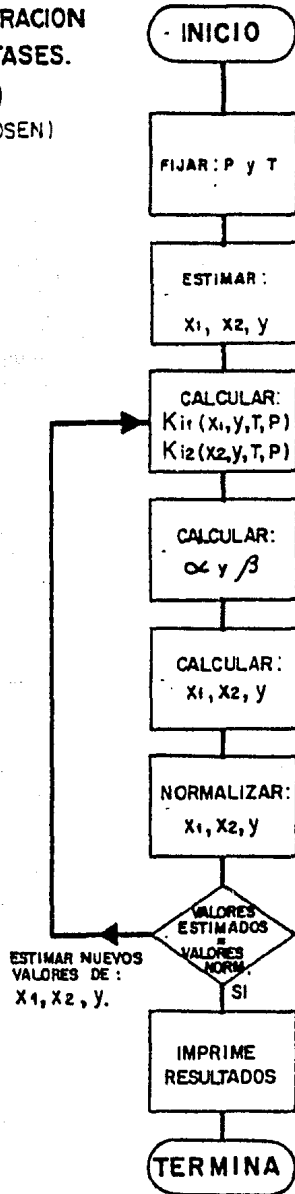 RACION
TASES.
)
OSEN)
INICIO
FIJAR: P y T
ESTIMAR:
x1, x2, y
CALCULAR:
Ki1(x1,y,T,P)
Ki2(x2,y,T,P)
CALCULAR:
α y β
CALCULAR:
x1, x2, y
NORMALIZAR:
x1, x2, y
VALORES
ESTIMADOS
=
VALORES
NORM.
SI
ESTIMAR NUEVOS
VALORES DE:
x1, x2, y.
IMPRIME
RESULTADOS
TERMINA